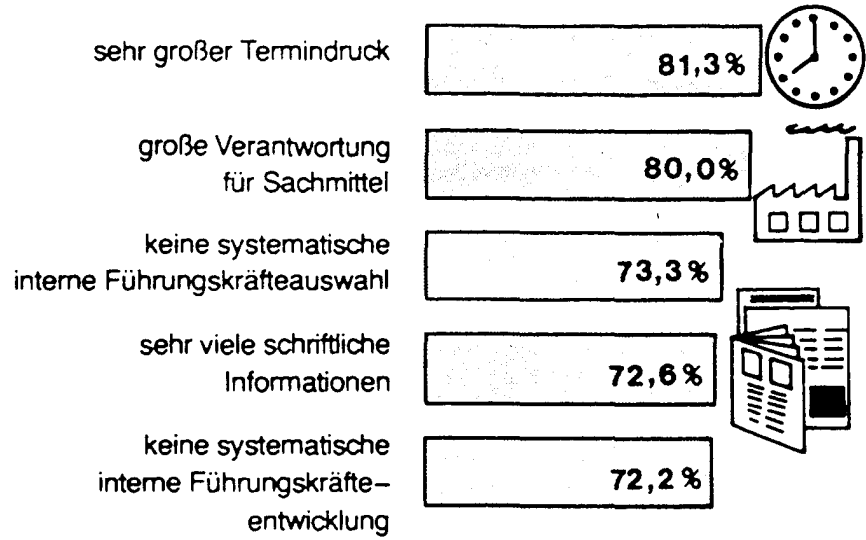 sehr großer Termindruck
81,3%
große Verantwortung
für Sachmittel
80,0%
keine systematische
interne Führungskräfteauswahl
73,3%
sehr viele schriftliche
Informationen
72,6%
keine systematische
interne Führungskräfte-
entwicklung
72,2%